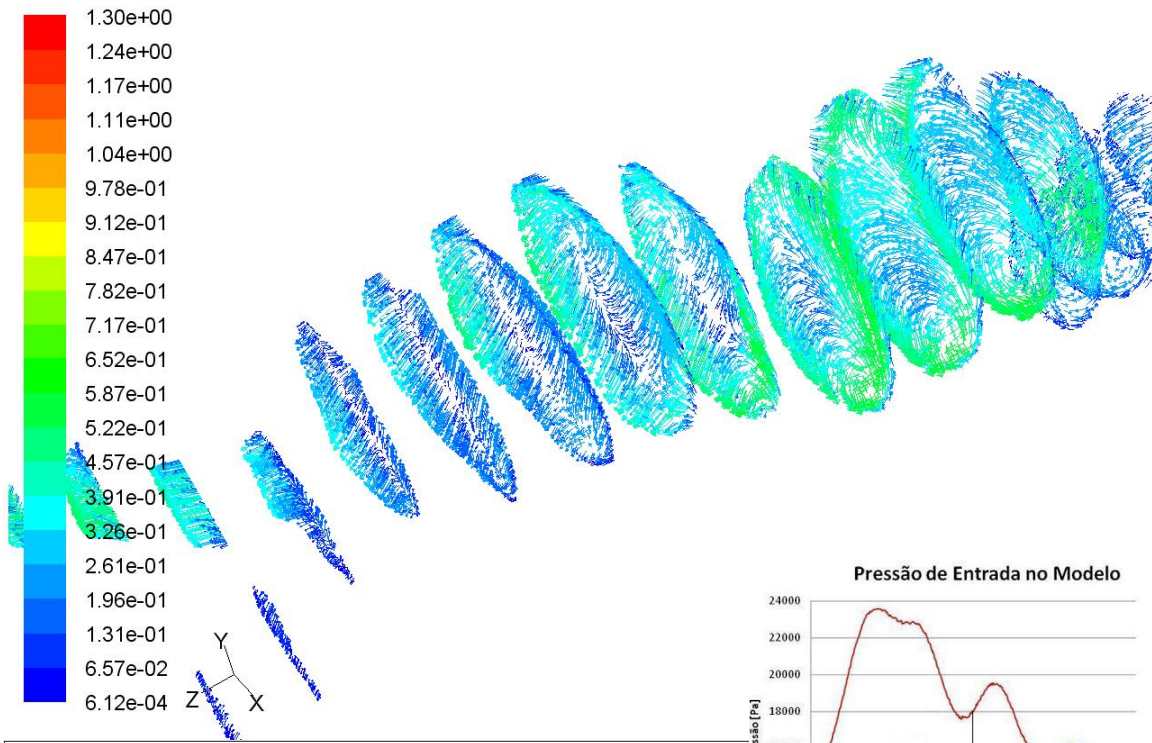 1.30e+00
1.24e+00
1.17e+00
1.11e+00
1.04e+00
9.78e-01
9.12e-01
8.47e-01
7.82e-01
7.17e-01
6.52e-01
5.87e-01
5.22e-01
4.57e-01
3.91e-01
3.26e-01
2.61e-01
1.96e-01
1.31e-01
6.57e-02
6.12e-04
Y
Z
X
Pressão de Entrada no Modelo
24000
22000
20000
18000
ssão [Pa]